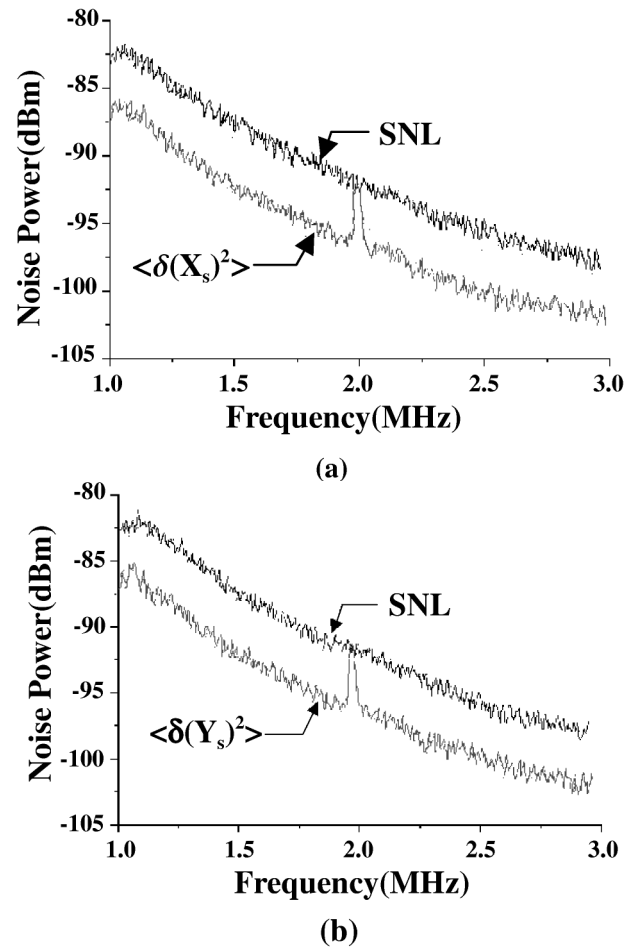 -80
-85
-90
-95
-100
-105
Noise Power(dBm)
SNL
<δ(Xₛ)²>
1.0 1.5 2.0 2.5 3.0
Frequency(MHz)
(a)
-80
-85
-90
-95
-100
-105
Noise Power(dBm)
SNL
<δ(Yₛ)²>
1.0 1.5 2.0 2.5 3.0
Frequency(MHz)
(b)